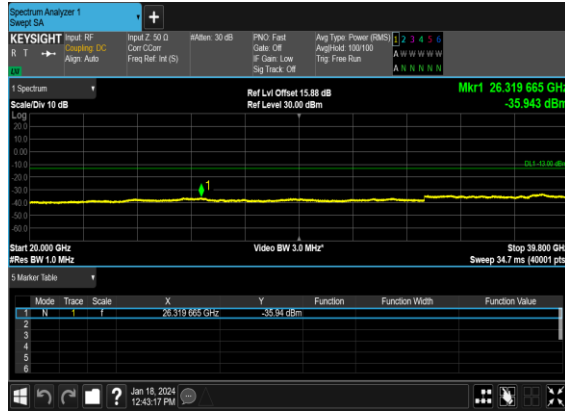 Spectrum Analyzer 1
Swept SA
KEYSIGHT Input: RF Input Z: 50 Ω #Atten: 30 dB PNO: Fast Avg Type: Power (RMS) 1 2 3 4 5 6
R T Coupling: DC Corr CCorr Gate: Off Avg|Hold: 100/100 A W W W W W
Align: Auto Freq Ref: Int (S) IF Gain: Low Trig: Free Run
Sig Track: Off A N N N N N
1 Spectrum Ref Lvl Offset 15.88 dB Mkr1 26.319 665 GHz
Scale/Div 10 dB Ref Level 30.00 dBm -35.943 dBm
Log
20.0
10.0
0.00
-10.0 DL1 -13.00 dBm
-20.0
-30.0 1
-40.0
-50.0
-60.0
Start 20.000 GHz Video BW 3.0 MHz* Stop 39.800 GHz
#Res BW 1.0 MHz Sweep 34.7 ms (40001 pts)
5 Marker Table
Mode Trace Scale X Y Function Function Width Function Value
1 N 1 f 26.319 665 GHz -35.94 dBm
2
3
4
5
6
? Jan 18, 2024
12:43:17 PM